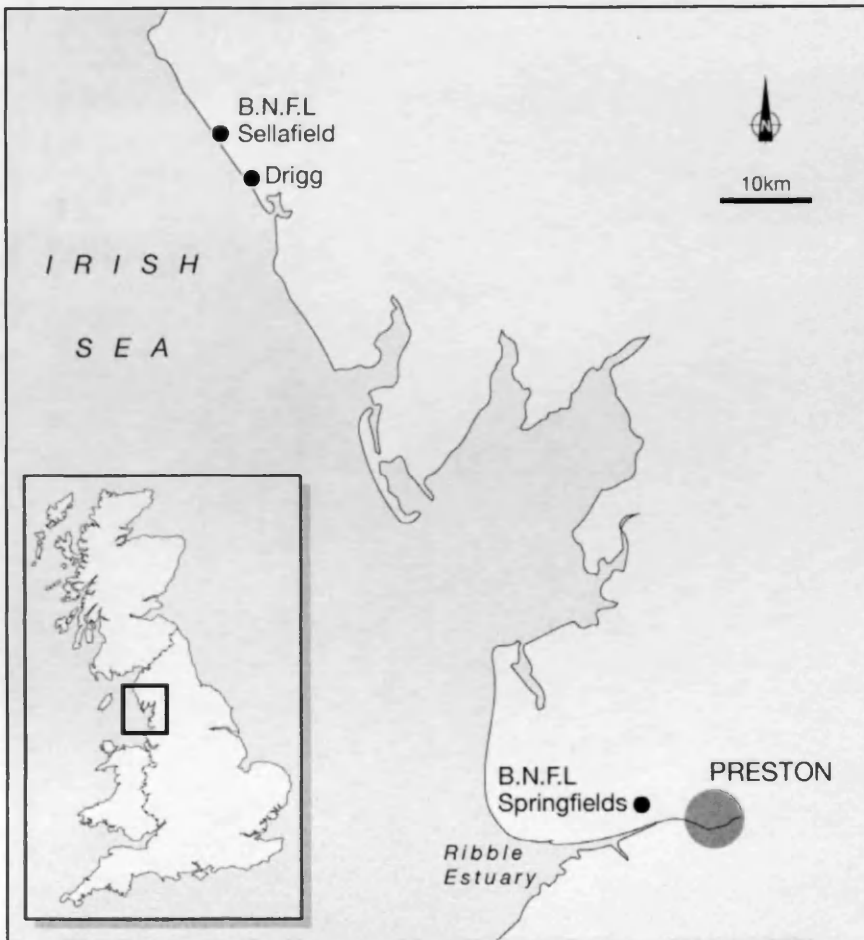 B.N.F.L
Sellafield
Drigg
N
10km
I R I S H
S E A
PRESTON
B.N.F.L
Springfields
Ribble
Estuary